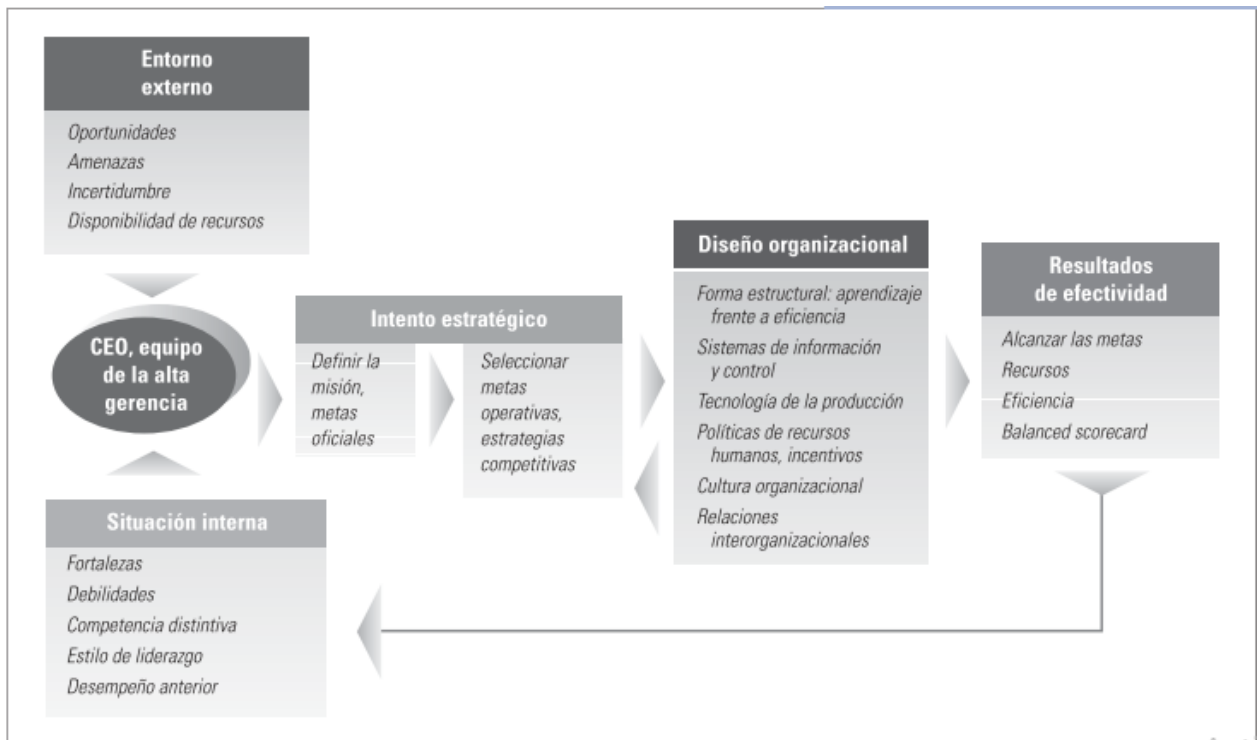 Entorno
externo
Oportunidades
Amenazas
Incertidumbre
Disponibilidad de recursos
CEO, equipo
de la alta
gerencia
Situación interna
Fortalezas
Debilidades
Competencia distintiva
Estilo de liderazgo
Desempeño anterior
Intento estratégico
Definir la
misión,
metas
oficiales
Seleccionar
metas
operativas,
estrategias
competitivas
Diseño organizacional
Forma estructural: aprendizaje
frente a eficiencia
Sistemas de información
y control
Tecnología de la producción
Políticas de recursos
humanos, incentivos
Cultura organizacional
Relaciones
interorganizacionales
Resultados
de efectividad
Alcanzar las metas
Recursos
Eficiencia
Balanced scorecard